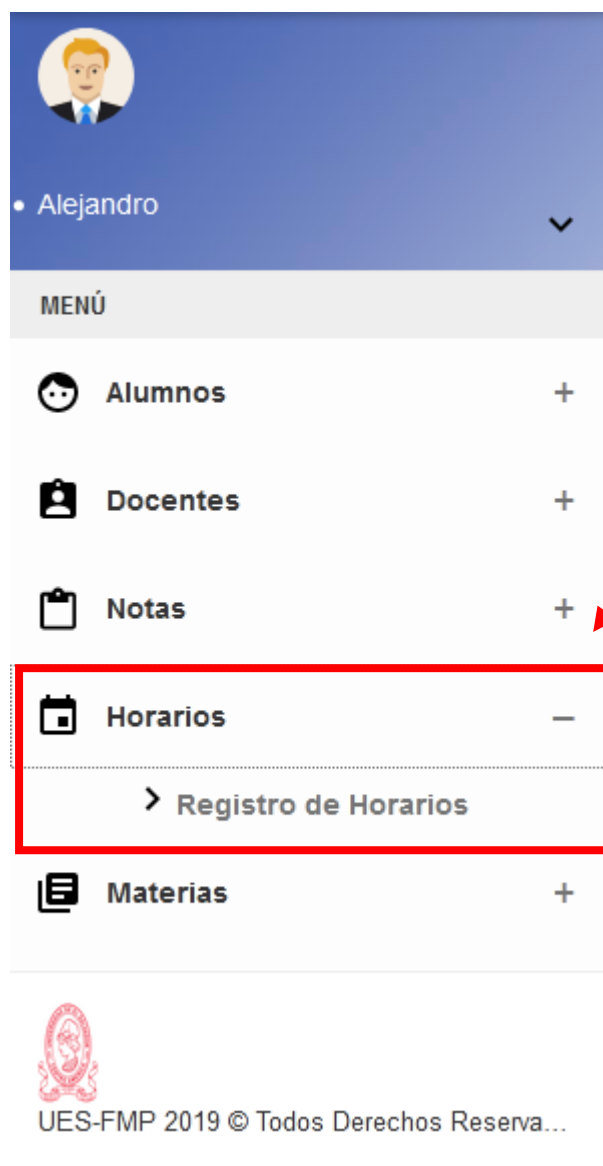 Alejandro
MENÚ
Alumnos +
Docentes +
Notas +
Horarios −
Registro de Horarios
Materias +
UES-FMP 2019 © Todos Derechos Reserva...